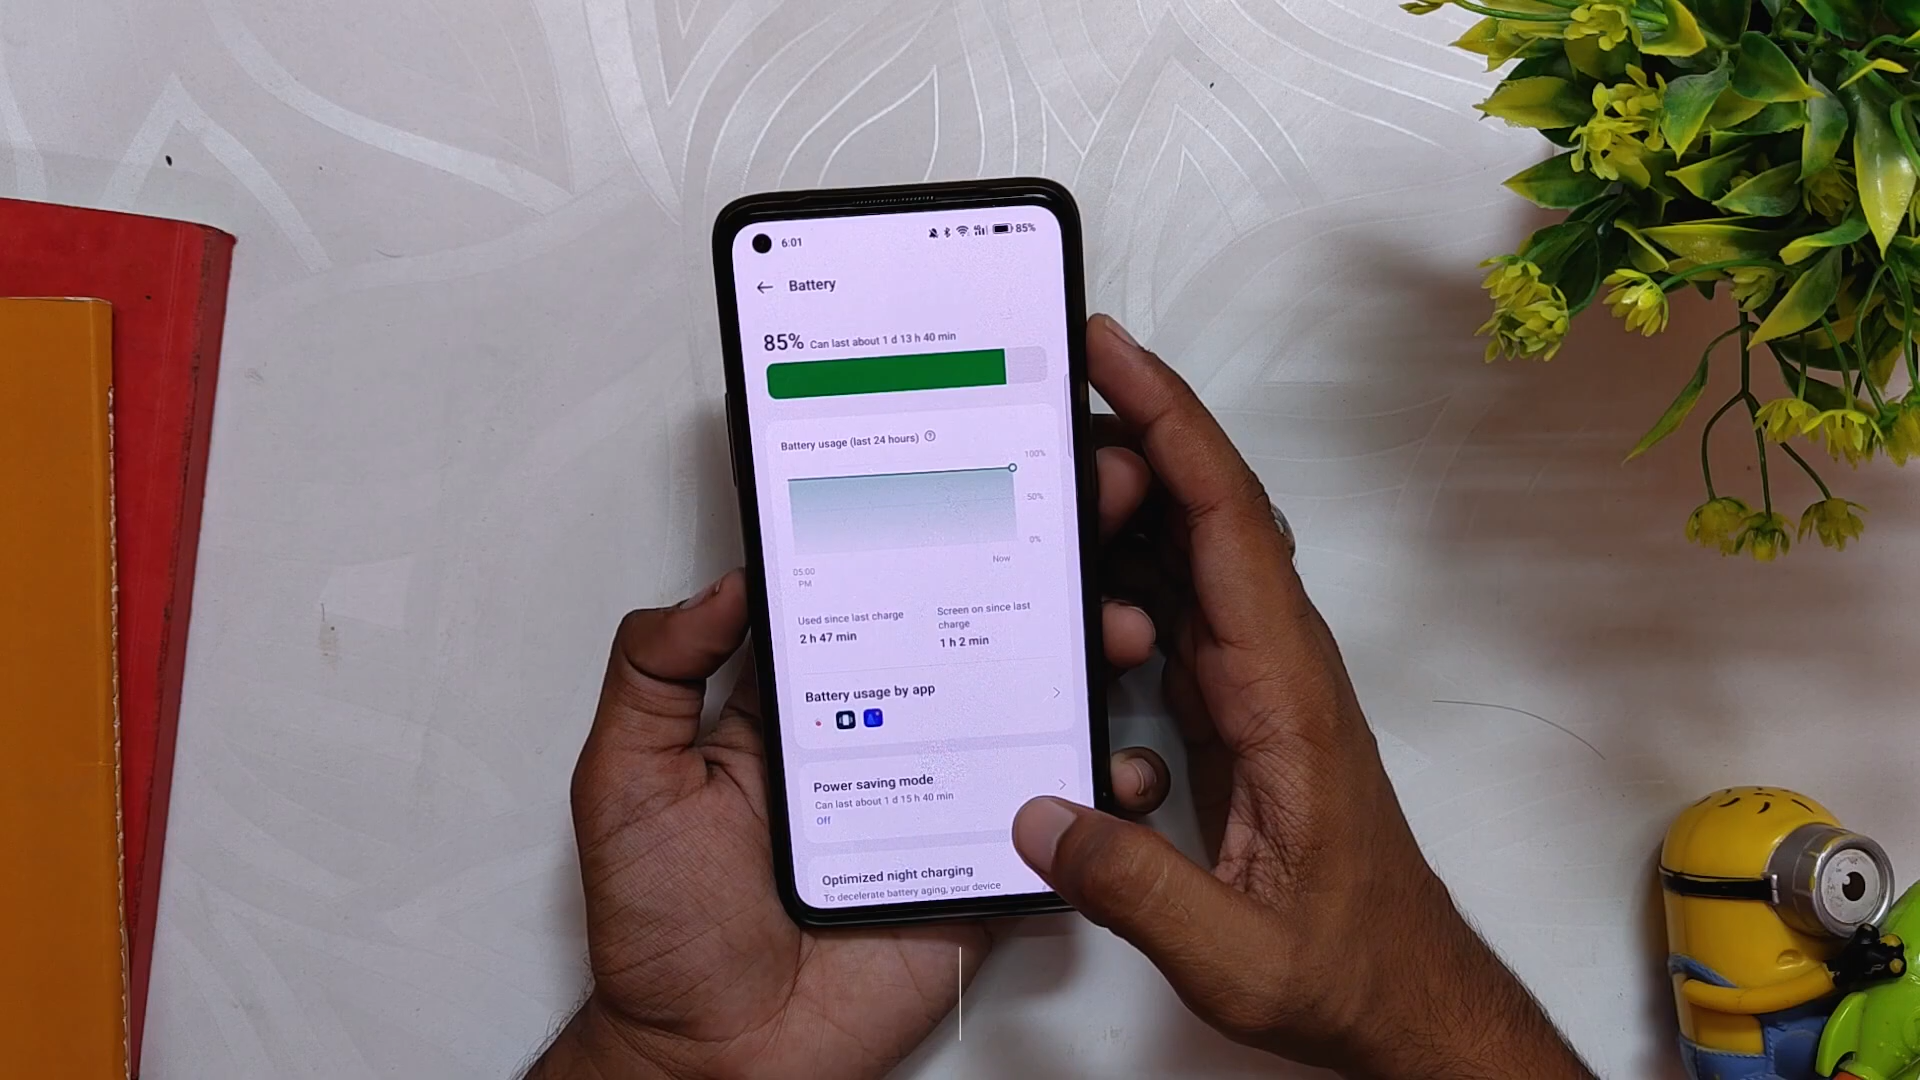 6:01
85%
Battery
85% Can last about 1 d 13 h 40 min
Battery usage (last 24 hours)
100%
50%
0%
05:00 PM
Now
Used since last charge
2 h 47 min
Screen on since last
charge
1 h 2 min
Battery usage by app
Power saving mode
Can last about 1 d 15 h 40 min
Off
Optimized night charging
To decelerate battery aging, your device